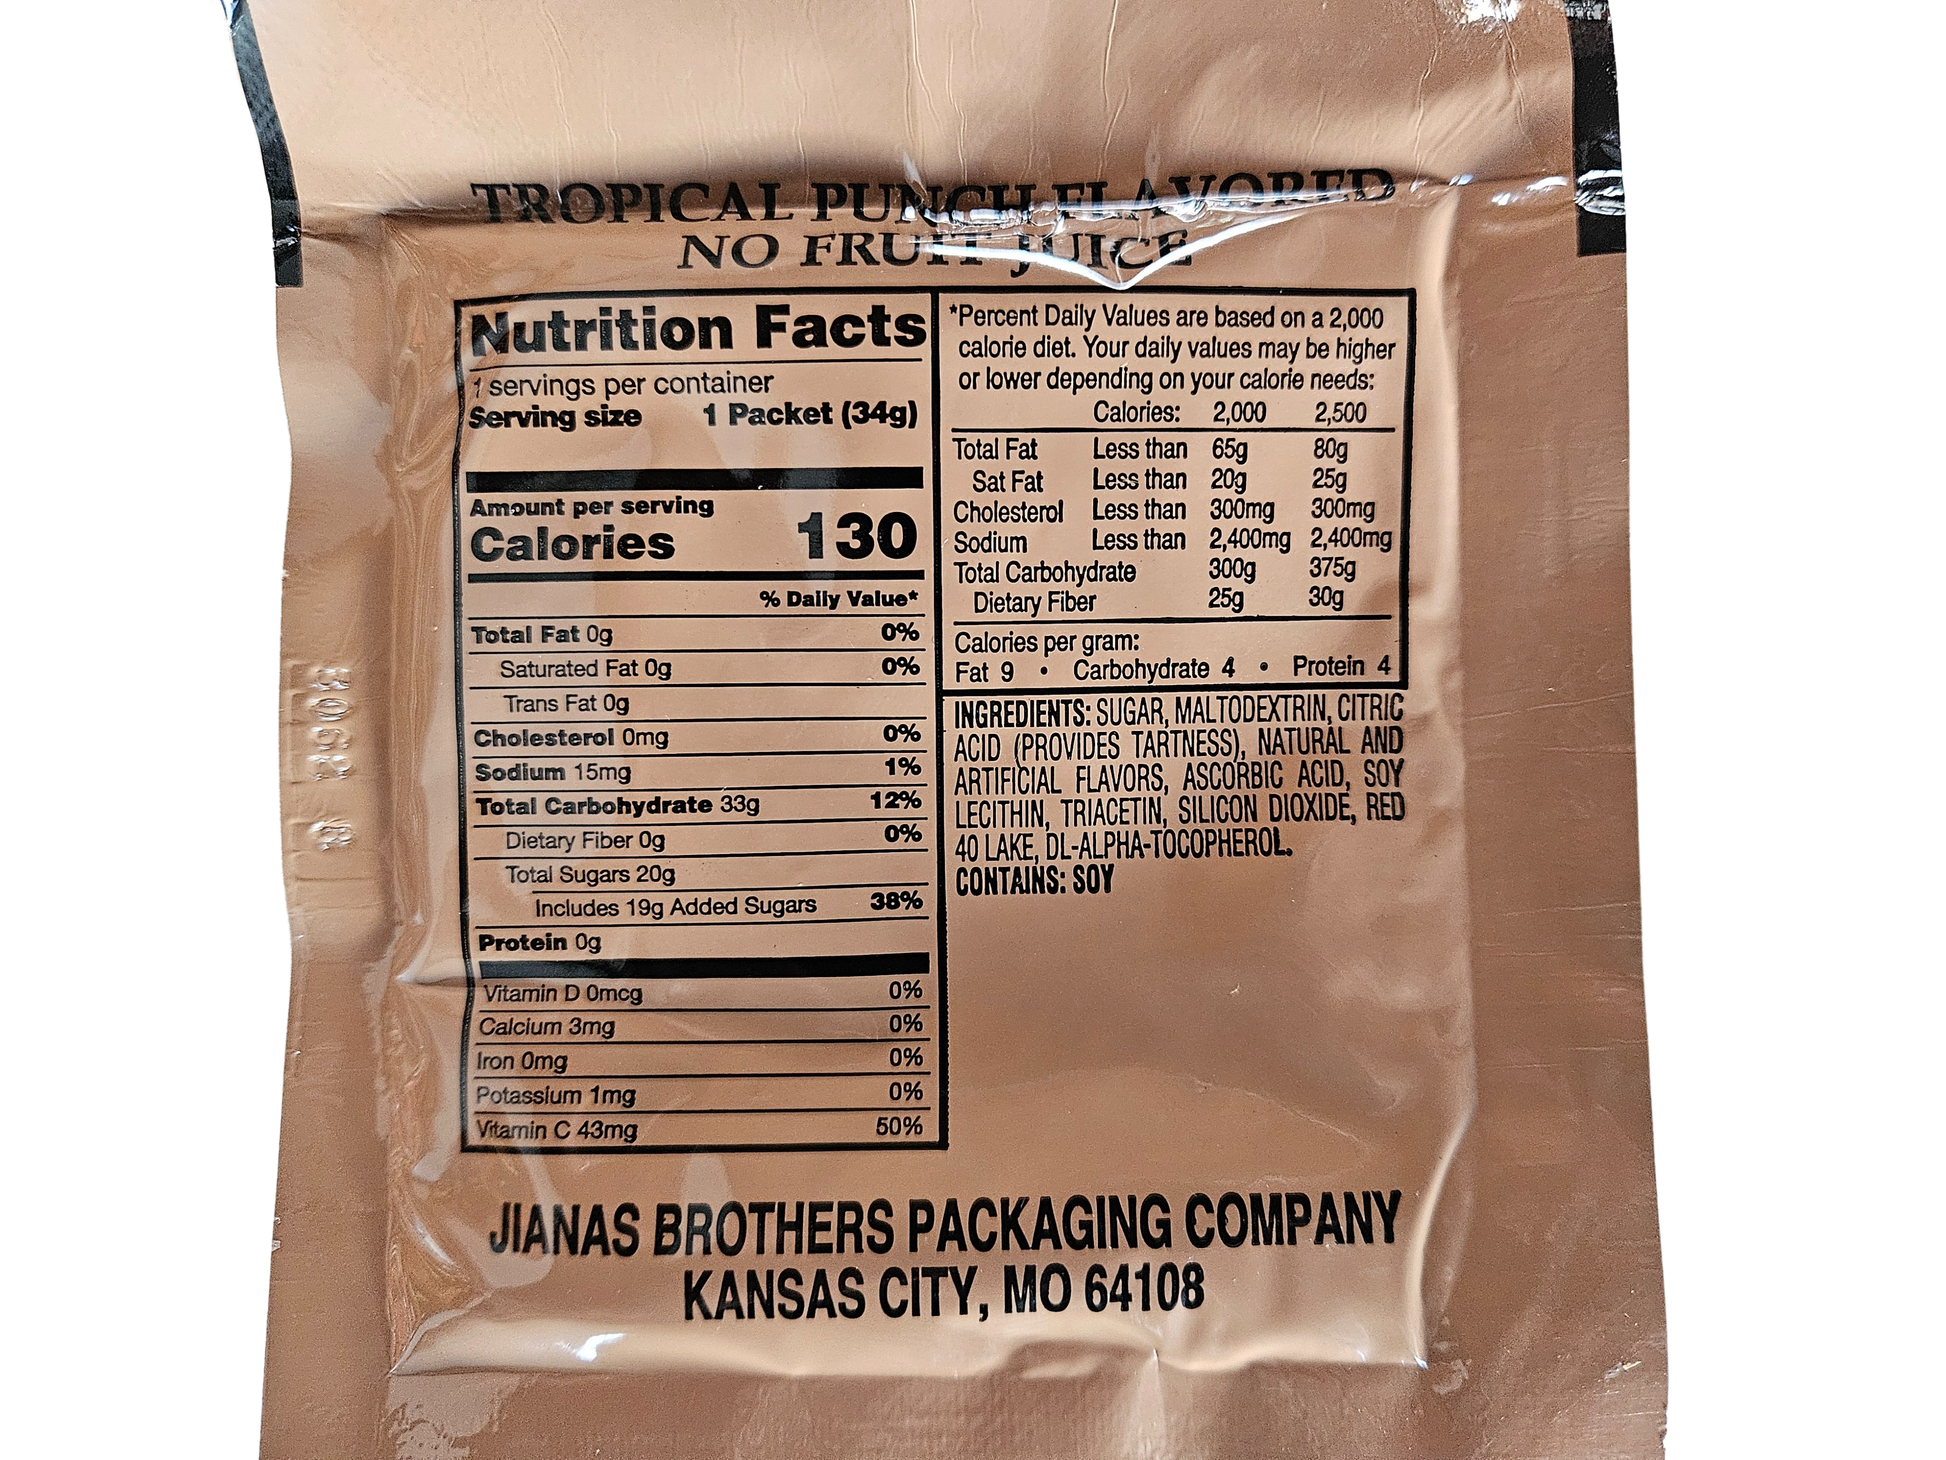 TROPICAL PUNCH FLAVORED
NO FRUIT JUICE
Nutrition Facts
1 servings per container
Serving size 1 Packet (34g)
Amount per serving
Calories 130
% Daily Value*
Total Fat 0g 0%
Saturated Fat 0g 0%
Trans Fat 0g
Cholesterol 0mg 0%
Sodium 15mg 1%
Total Carbohydrate 33g 12%
Dietary Fiber 0g 0%
Total Sugars 20g
Includes 19g Added Sugars 38%
Protein 0g
Vitamin D 0mcg 0%
Calcium 3mg 0%
Iron 0mg 0%
Potassium 1mg 0%
Vitamin C 43mg 50%
*Percent Daily Values are based on a 2,000
calorie diet. Your daily values may be higher
or lower depending on your calorie needs:
Calories: 2,000 2,500
Total Fat Less than 65g 80g
Sat Fat Less than 20g 25g
Cholesterol Less than 300mg 300mg
Sodium Less than 2,400mg 2,400mg
Total Carbohydrate 300g 375g
Dietary Fiber 25g 30g
Calories per gram:
Fat 9 • Carbohydrate 4 • Protein 4
INGREDIENTS: SUGAR, MALTODEXTRIN, CITRIC
ACID (PROVIDES TARTNESS), NATURAL AND
ARTIFICIAL FLAVORS, ASCORBIC ACID, SOY
LECITHIN, TRIACETIN, SILICON DIOXIDE, RED
40 LAKE, DL-ALPHA-TOCOPHEROL.
CONTAINS: SOY
JIANAS BROTHERS PACKAGING COMPANY
KANSAS CITY, MO 64108